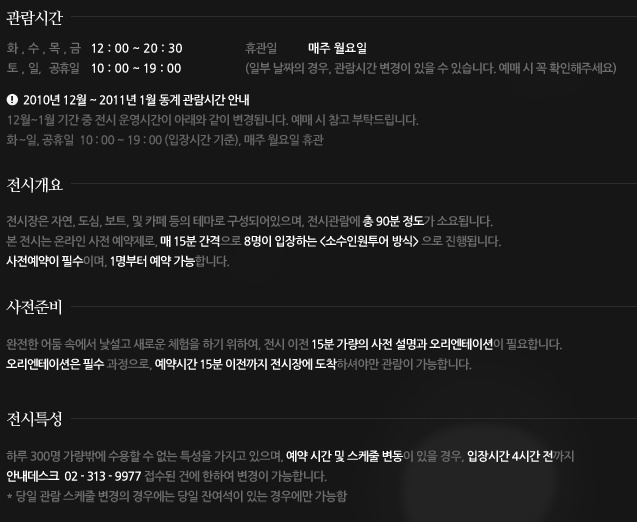 관람시간
화 , 수 , 목 , 금 12 : 00 ~ 20 : 30 휴관일 매주 월요일
토 , 일, 공휴일 10 : 00 ~ 19 : 00 (일부 날짜의 경우, 관람시간 변경이 있을 수 있습니다. 예매 시 꼭 확인해주세요)
2010년 12월 ~ 2011년 1월 동계 관람시간 안내
12월~1월 기간 중 전시 운영시간이 아래와 같이 변경됩니다. 예매 시 참고 부탁드립니다.
화~일, 공휴일 10 : 00 ~ 19 : 00 (입장시간 기준), 매주 월요일 휴관
전시개요
전시장은 자연, 도심, 보트, 및 카페 등의 테마로 구성되어있으며, 전시관람에 총 90분 정도가 소요됩니다.
본 전시는 온라인 사전 예약제로, 매 15분 간격으로 8명이 입장하는 <소수인원투어 방식> 으로 진행됩니다.
사전예약이 필수이며, 1명부터 예약 가능합니다.
사전준비
완전한 어둠 속에서 낯설고 새로운 체험을 하기 위하여, 전시 이전 15분 가량의 사전 설명과 오리엔테이션이 필요합니다.
오리엔테이션은 필수 과정으로, 예약시간 15분 이전까지 전시장에 도착하셔야만 관람이 가능합니다.
전시특성
하루 300명 가량밖에 수용할 수 없는 특성을 가지고 있으며, 예약 시간 및 스케줄 변동이 있을 경우, 입장시간 4시간 전까지
안내데스크 02 - 313 - 9977 접수된 건에 한하여 변경이 가능합니다.
* 당일 관람 스케줄 변경의 경우에는 당일 잔여석이 있는 경우에만 가능함